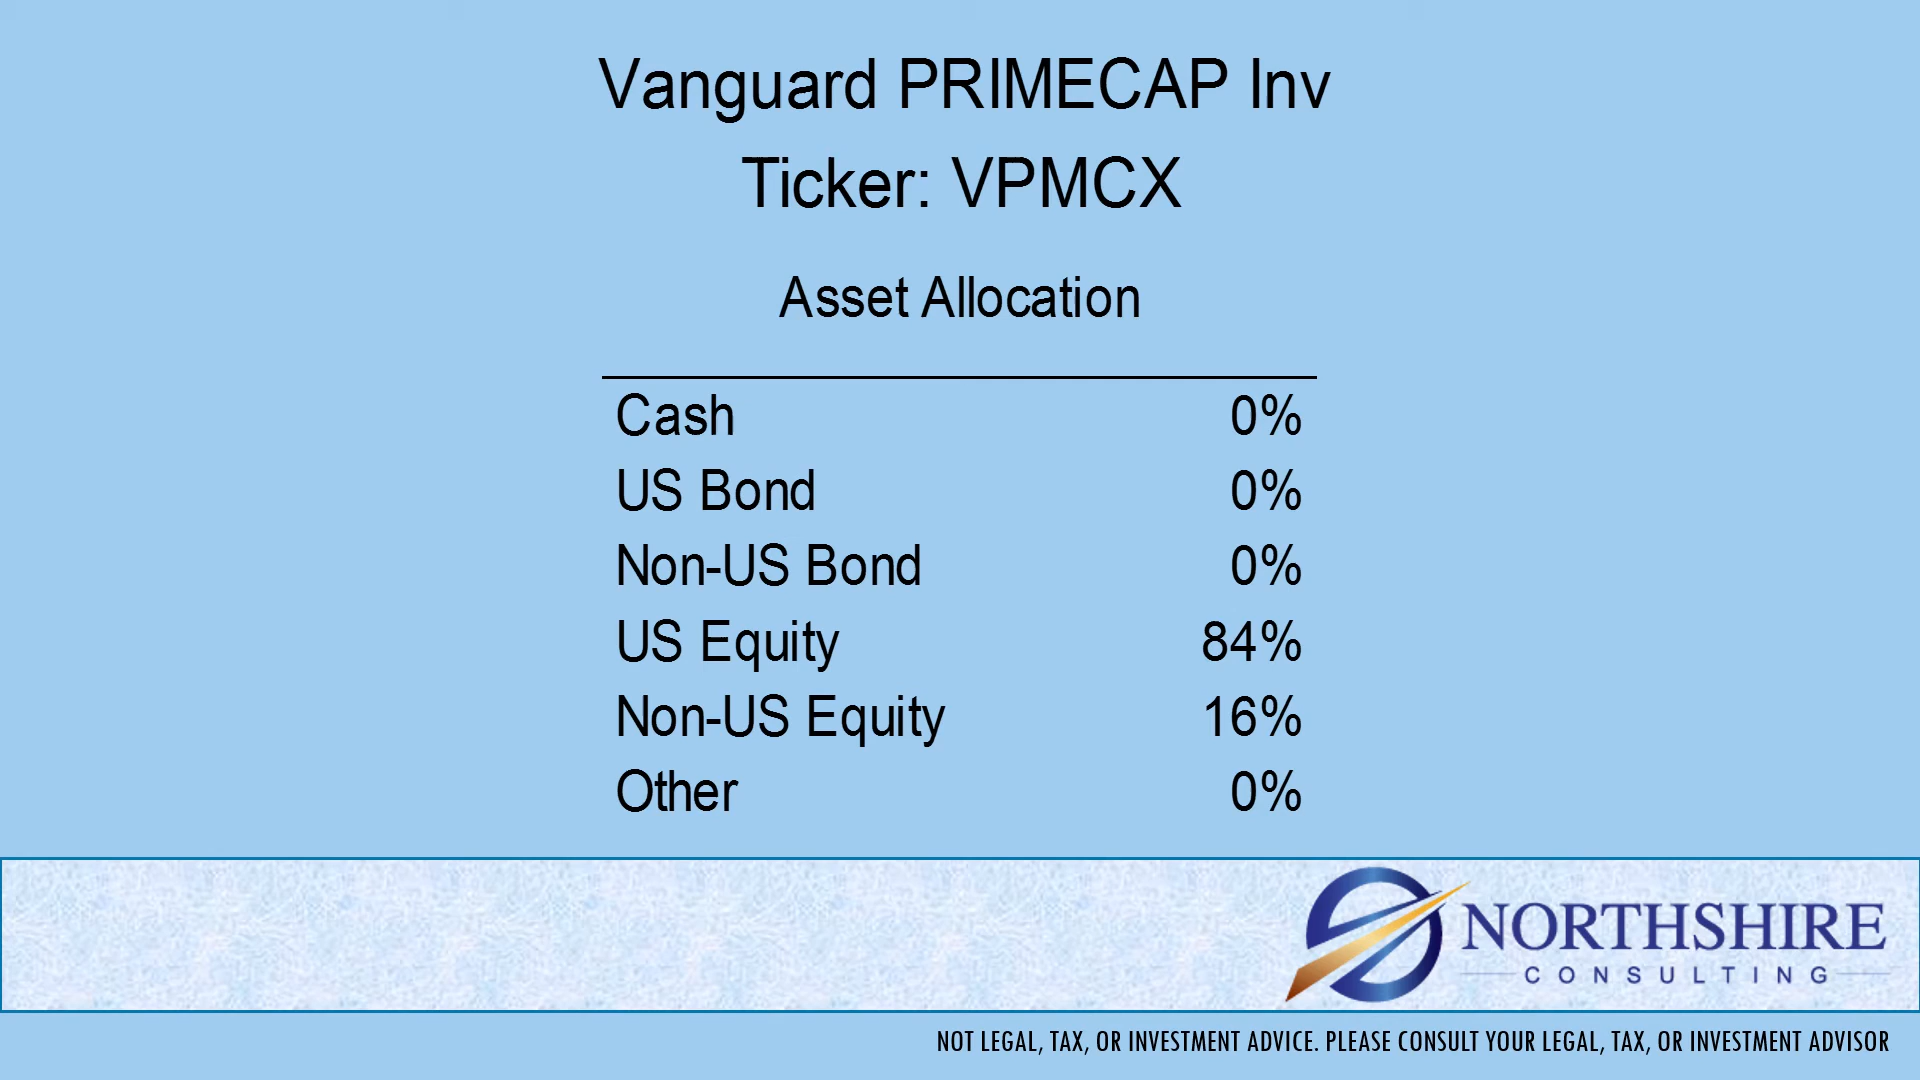 Vanguard PRIMECAP Inv
Ticker: VPMCX
Asset Allocation
Cash 0%
US Bond 0%
Non-US Bond 0%
US Equity 84%
Non-US Equity 16%
Other 0%
NORTHSHIRE
CONSULTING
NOT LEGAL, TAX, OR INVESTMENT ADVICE. PLEASE CONSULT YOUR LEGAL, TAX, OR INVESTMENT ADVISOR